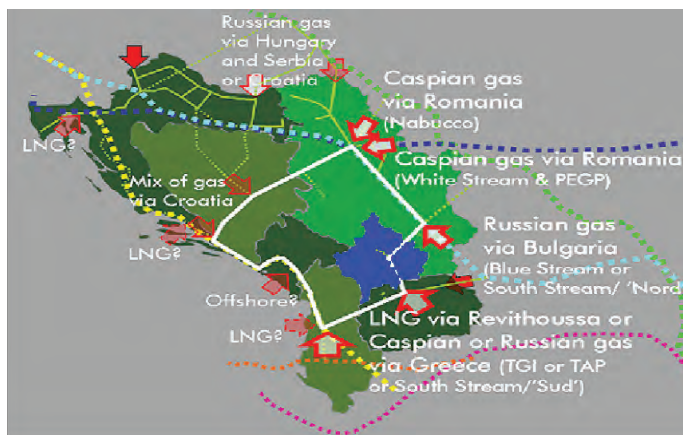 Russian gas
via Hungary
and Serbia
or Croatia
Caspian gas
via Romania
(Nabucco)
LNG?
Caspian gas via Romania
(White Stream & PEGP)
Mix of gas
via Croatia
Russian gas
via Bulgaria
(Blue Stream or
South Stream/ 'Nord
LNG?
Offshore?
LNG?
LNG via Revithoussa or
Caspian or Russian gas
via Greece (TGI or TAP
or South Stream/'Sud')